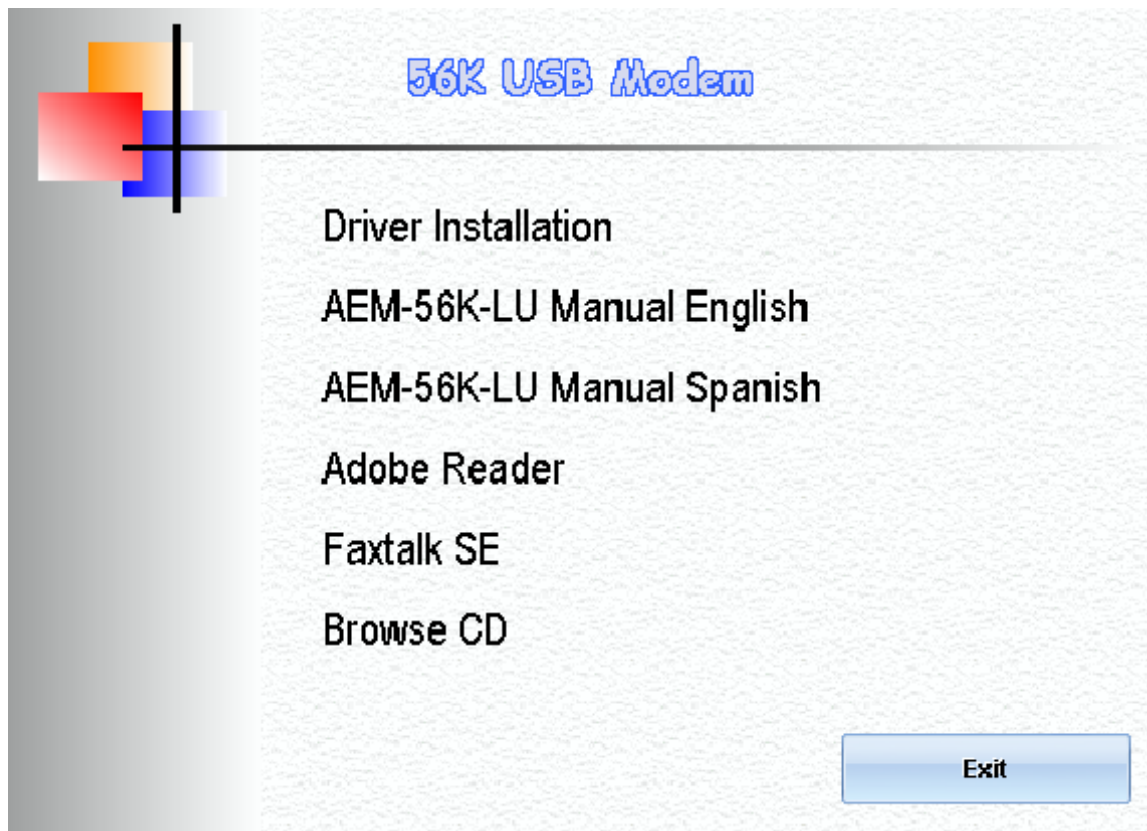 56K USB Modem
Driver Installation
AEM-56K-LU Manual English
AEM-56K-LU Manual Spanish
Adobe Reader
Faxtalk SE
Browse CD
Exit